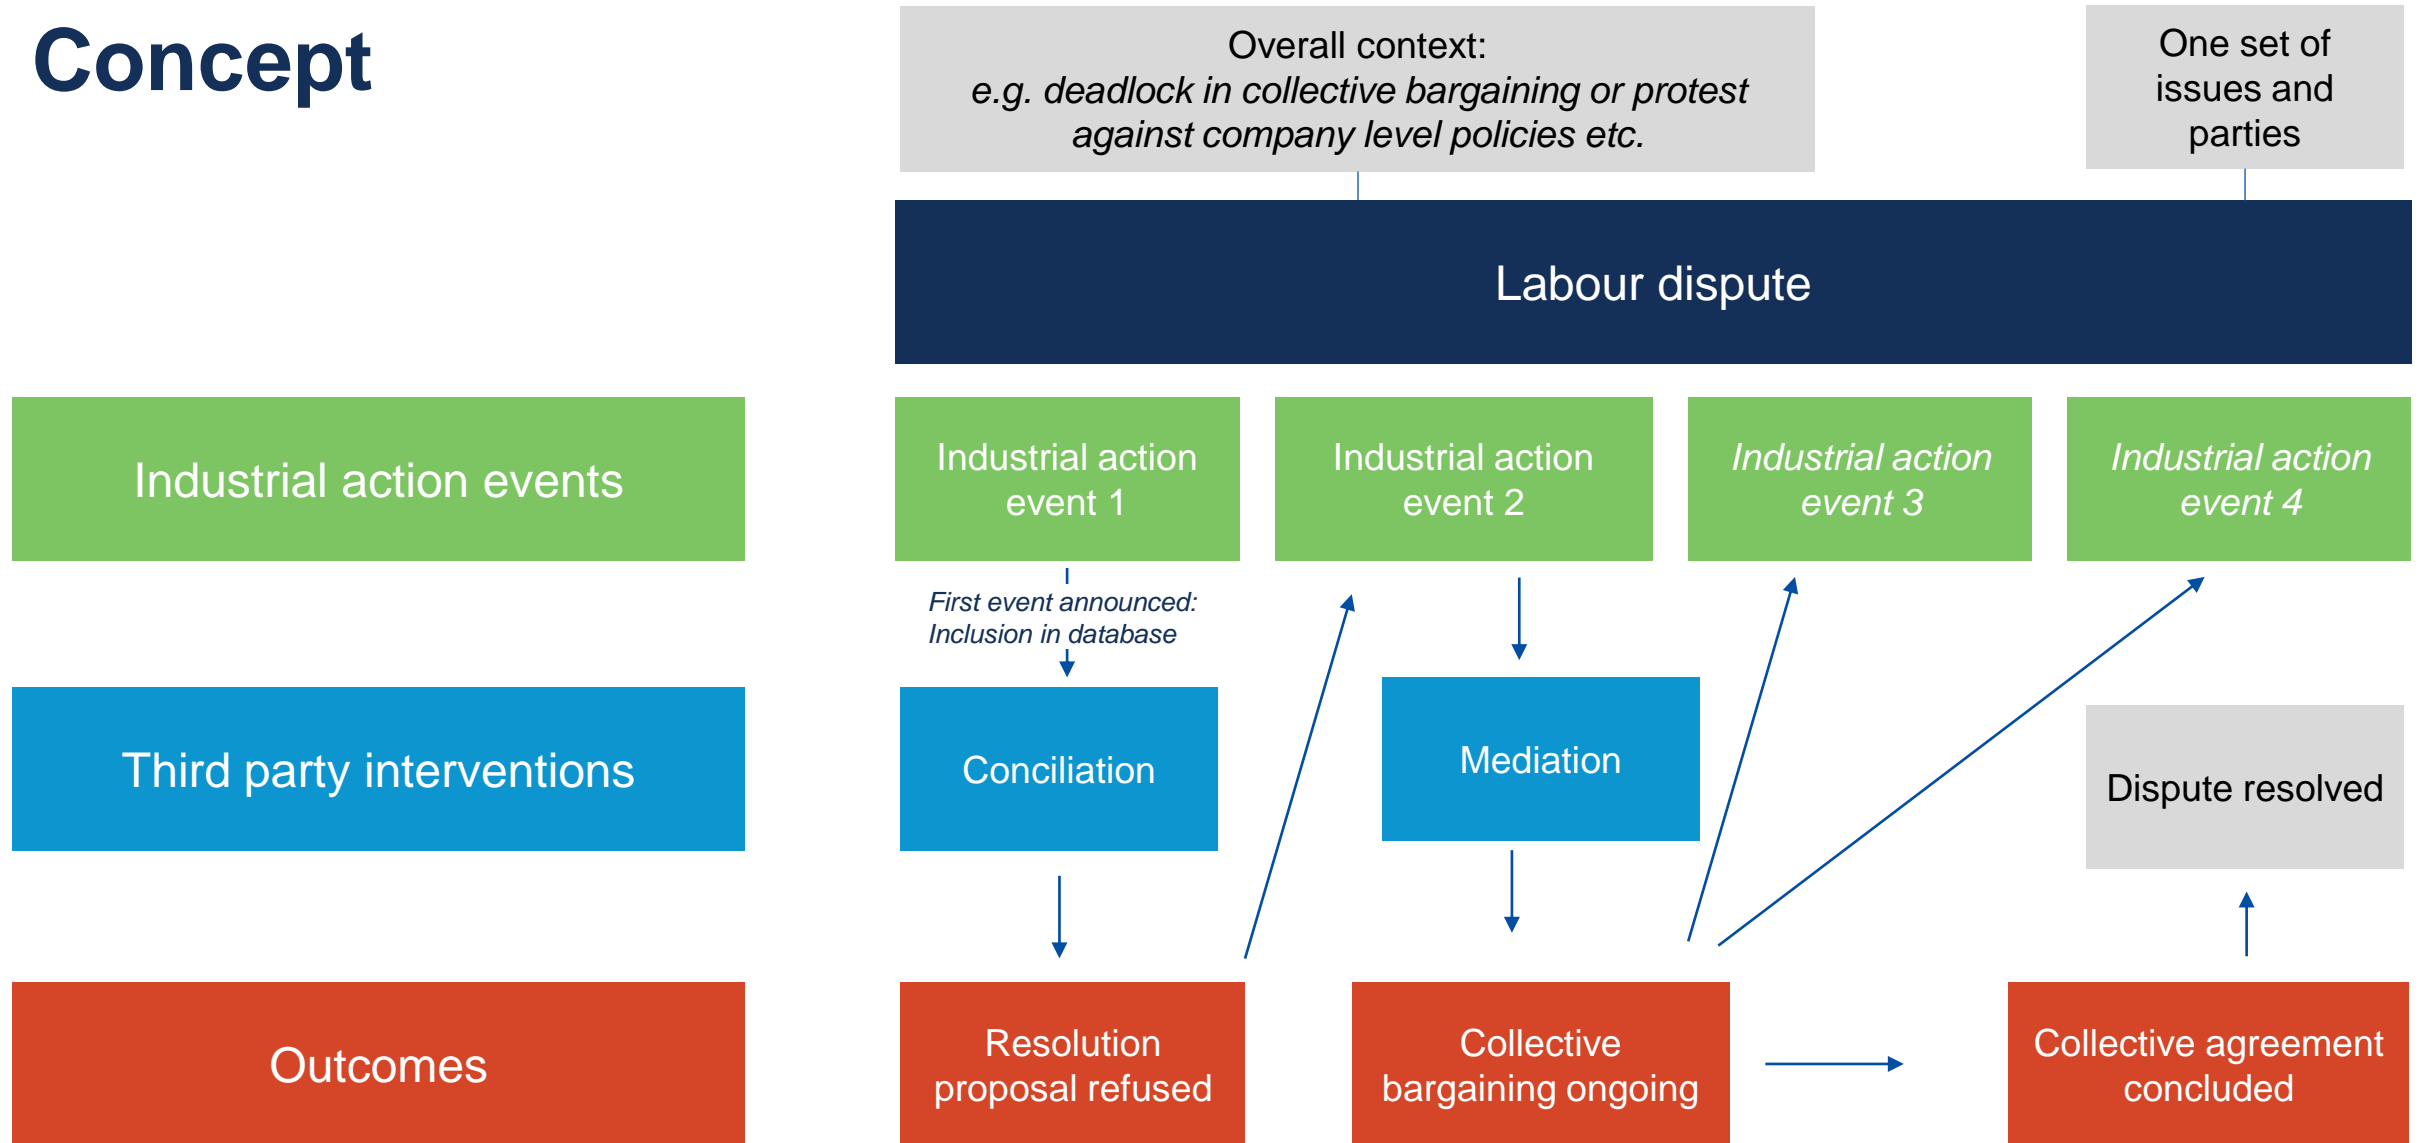 Concept
Overall context:
e.g. deadlock in collective bargaining or protest
against company level policies etc.
One set of
issues and
parties
Labour dispute
Industrial action events
Industrial action
event 1
Industrial action
event 2
Industrial action
event 3
Industrial action
event 4
First event announced:
Inclusion in database
Third party interventions
Conciliation
Mediation
Dispute resolved
Outcomes
Resolution
proposal refused
Collective
bargaining ongoing
Collective agreement
concluded